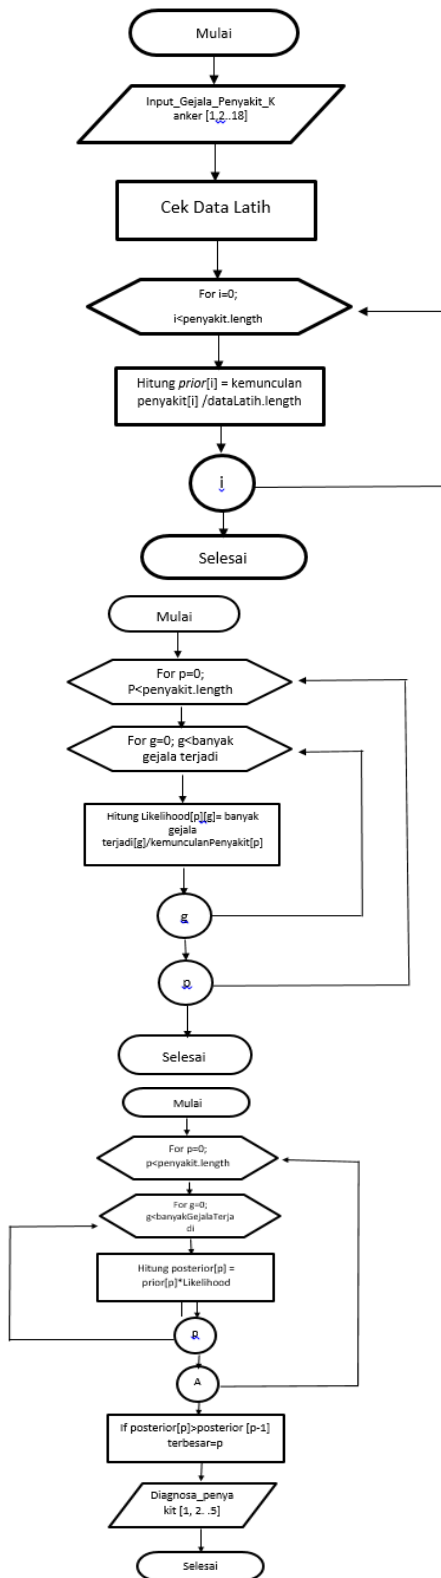 Mulai
Input_Gejala_Penyakit_K
anker [1,2..18]
Cek Data Latih
For i=0;
i<penyakit.length
Hitung prior[i] = kemunculan
penyakit[i] /dataLatih.length
i
Selesai
Mulai
For p=0;
P<penyakit.length
For g=0; g<banyak
gejala terjadi
Hitung Likelihood[p][g]= banyak
gejala
terjadi[g]/kemunculanPenyakit[p]
g
p
Selesai
Mulai
For p=0;
p<penyakit.length
For g=0;
g<banyakGejalaTerja
di
Hitung posterior[p] =
prior[p]*Likelihood
p
A
If posterior[p]>posterior [p-1]
terbesar=p
Diagnosa_penya
kit [1, 2. .5]
Selesai